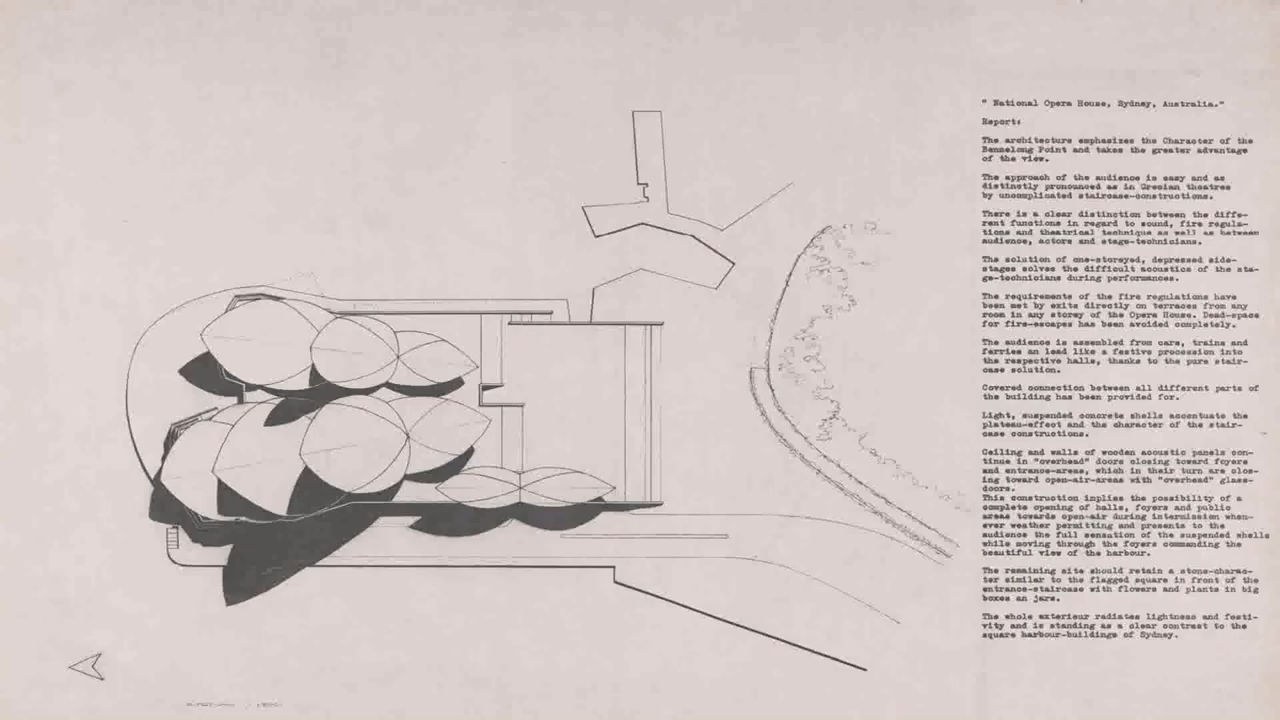 " National Opera House, Sydney, Australia."
Report:
The architecture emphasizes the Character of the
Bennelong Point and takes the greater advantage
of the view.
The approach of the audience is easy and as
distinctly pronounced as in Grecian theatres
by uncomplicated staircase-constructions.
There is a clear distinction between the diffe-
rent functions in regard to sound, fire regula-
tions and theatrical technique as well as between
audience, actors and stage-technicians.
The solution of one-storeyed, depressed side-
stages solves the difficult acoustics of the sta-
ge-technicians during performances.
The requirements of the fire regulations have
been met by exits directly on terraces from any
room in any storey of the Opera House. Dead-space
for fire-escapes has been avoided completely.
The audience is assembled from cars, trains and
ferries an lead like a festive procession into
the respective halls, thanks to the pure stair-
case solution.
Covered connection between all different parts of
the building has been provided for.
Light, suspended concrete shells accentuate the
plateau-effect and the character of the stair-
case constructions.
Ceiling and walls of wooden acoustic panels con-
tinue in "overhead" doors closing toward foyers
and entrance-areas, which in their turn are clos-
ing toward open-air-areas with "overhead" glass-
doors.
This construction implies the possibility of a
complete opening of halls, foyers and public
areas towards open-air during intermission when-
ever weather permitting and presents to the
audience the full sensation of the suspended shells
while moving through the foyers commanding the
beautiful view of the harbour.
The remaining site should retain a stone-charac-
ter similar to the flagged square in front of the
entrance-staircase with flowers and plants in big
boxes an jars.
The whole exterieur radiates lightness and festi-
vity and is standing as a clear contrast to the
square harbour-buildings of Sydney.